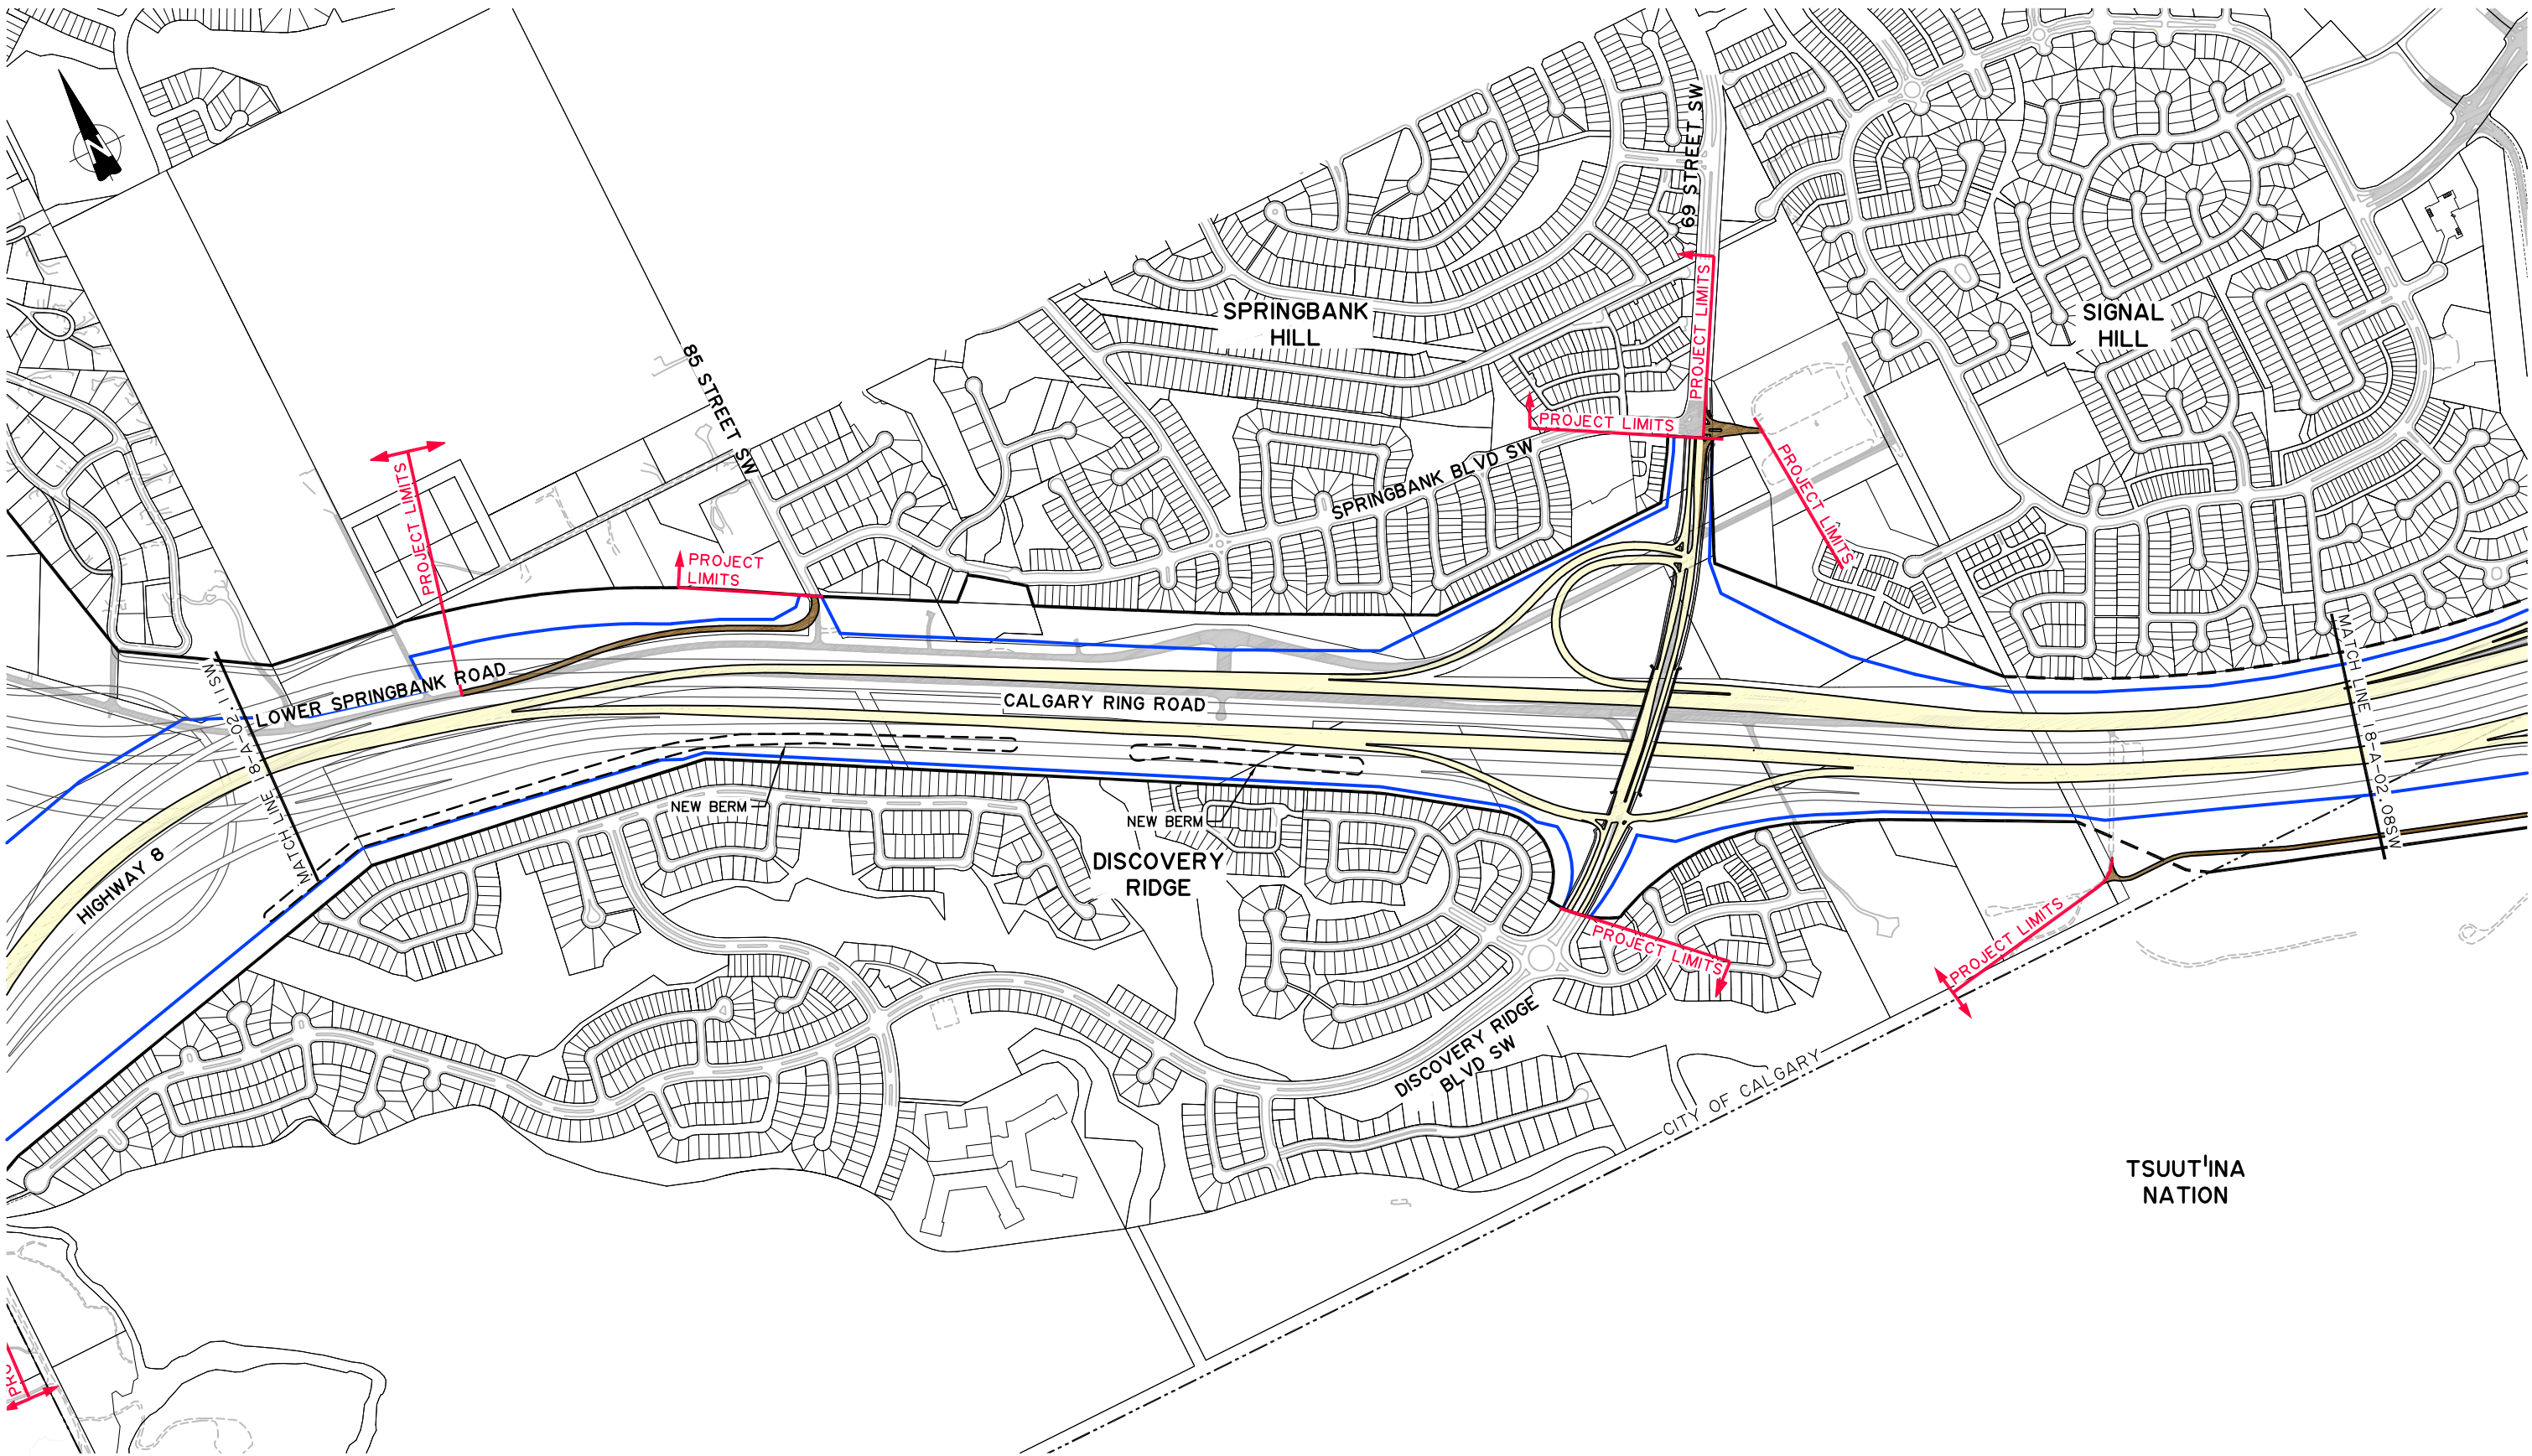 69 STREET SW
PROJECT LIMITS
SPRINGBANK
HILL
SIGNAL
HILL
85 STREET SW
PROJECT LIMITS
PROJECT LIMITS
SPRINGBANK BLVD SW
PROJECT LIMITS
PROJECT
LIMITS
MATCH LINE 18-A-02.11SW
LOWER SPRINGBANK ROAD
CALGARY RING ROAD
MATCH LINE 18-A-02.08SW
NEW BERM
NEW BERM
HIGHWAY 8
DISCOVERY
RIDGE
PROJECT LIMITS
PROJECT LIMITS
DISCOVERY RIDGE
BLVD SW
CITY OF CALGARY
TSUUT'INA
NATION
PRO